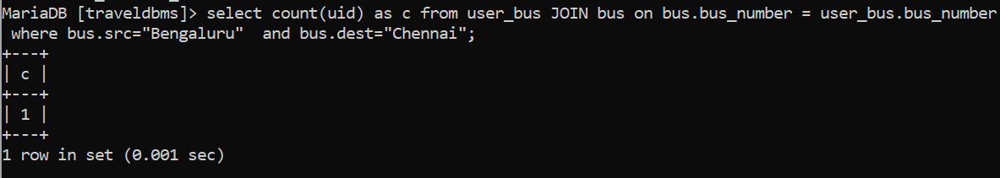 MariaDB [traveldbms]> select count(uid) as c from user_bus JOIN bus on bus.bus_number = user_bus.bus_number
 where bus.src="Bengaluru"  and bus.dest="Chennai";
+---+
| c |
+---+
| 1 |
+---+
1 row in set (0.001 sec)